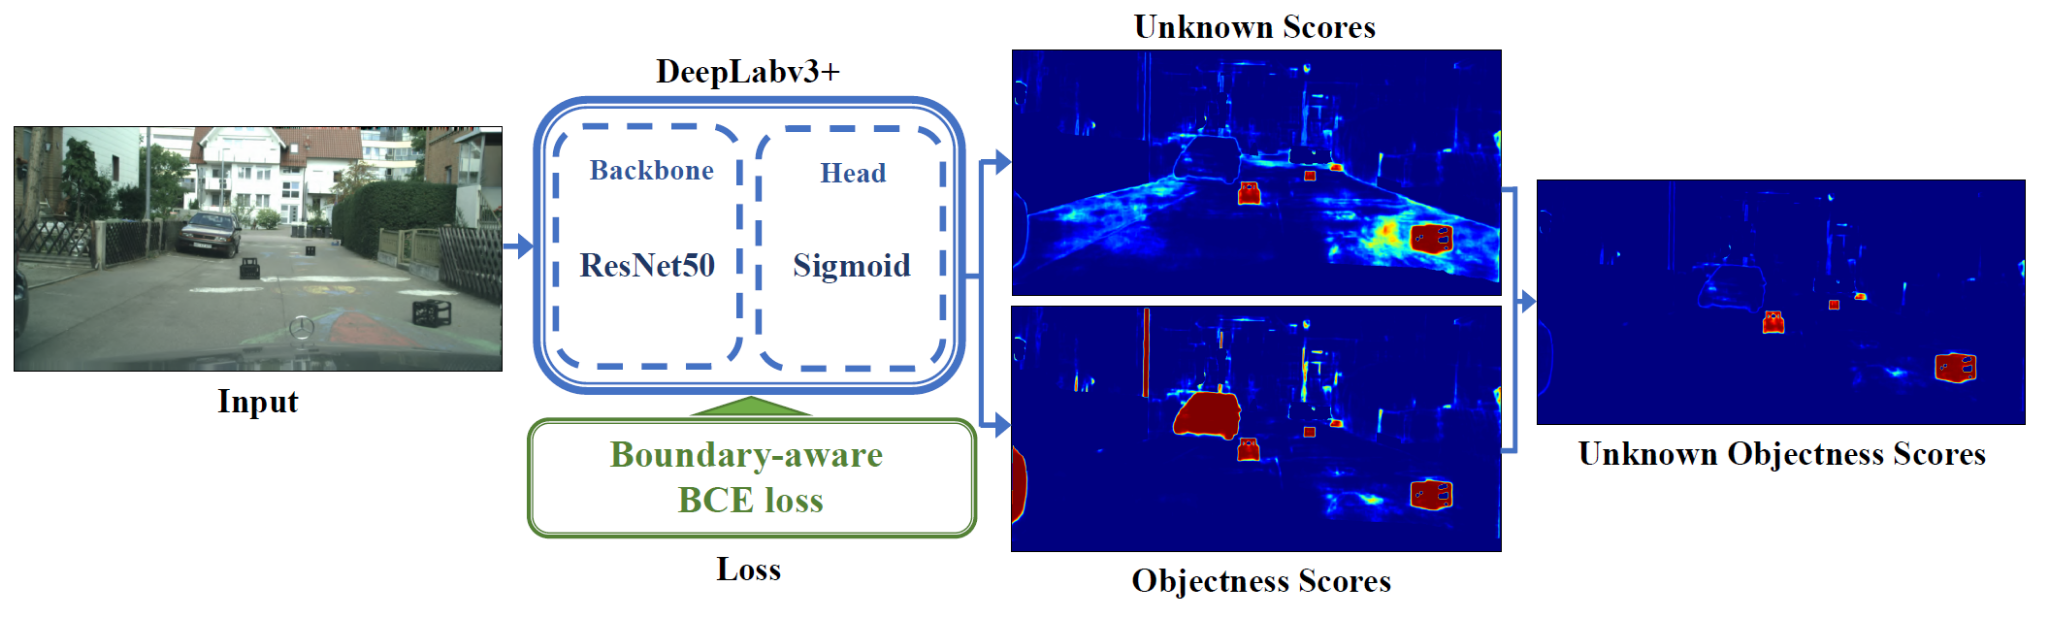 Input
DeepLabv3+
Backbone
ResNet50
Head
Sigmoid
Boundary-aware
BCE loss
Loss
Unknown Scores
Objectness Scores
Unknown Objectness Scores